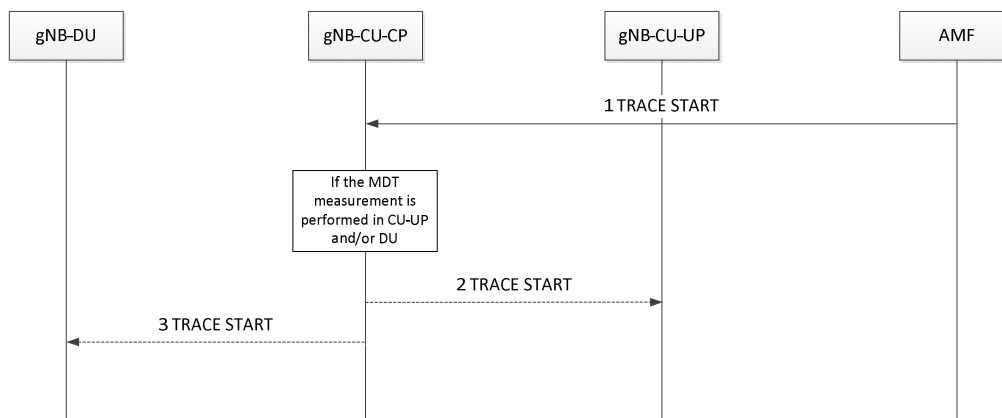 gNB-DU
gNB-CU-CP
gNB-CU-UP
AMF
1 TRACE START
If the MDT
measurement is
performed in CU-UP
and/or DU
2 TRACE START
3 TRACE START